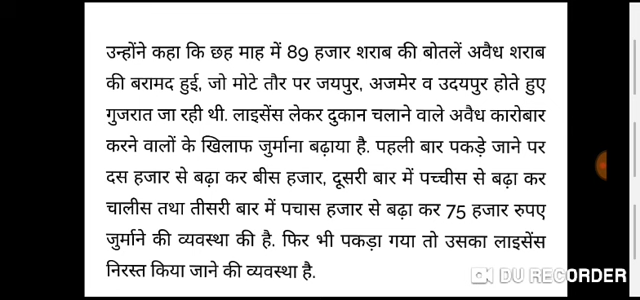 उन्होंने कहा कि छह माह में 89 हजार शराब की बोतलें अवैध शराब
की बरामद हुई, जो मोटे तौर पर जयपुर, अजमेर व उदयपुर होते हुए
गुजरात जा रही थी. लाइसेंस लेकर दुकान चलाने वाले अवैध कारोबार
करने वालों के खिलाफ जुर्माना बढ़ाया है. पहली बार पकड़े जाने पर
दस हजार से बढ़ा कर बीस हजार, दूसरी बार में पच्चीस से बढ़ा कर
चालीस तथा तीसरी बार में पचास हजार से बढ़ा कर 75 हजार रुपए
जुर्माने की व्यवस्था की है. फिर भी पकड़ा गया तो उसका लाइसेंस
निरस्त किया जाने की व्यवस्था है.
DU RECORDER